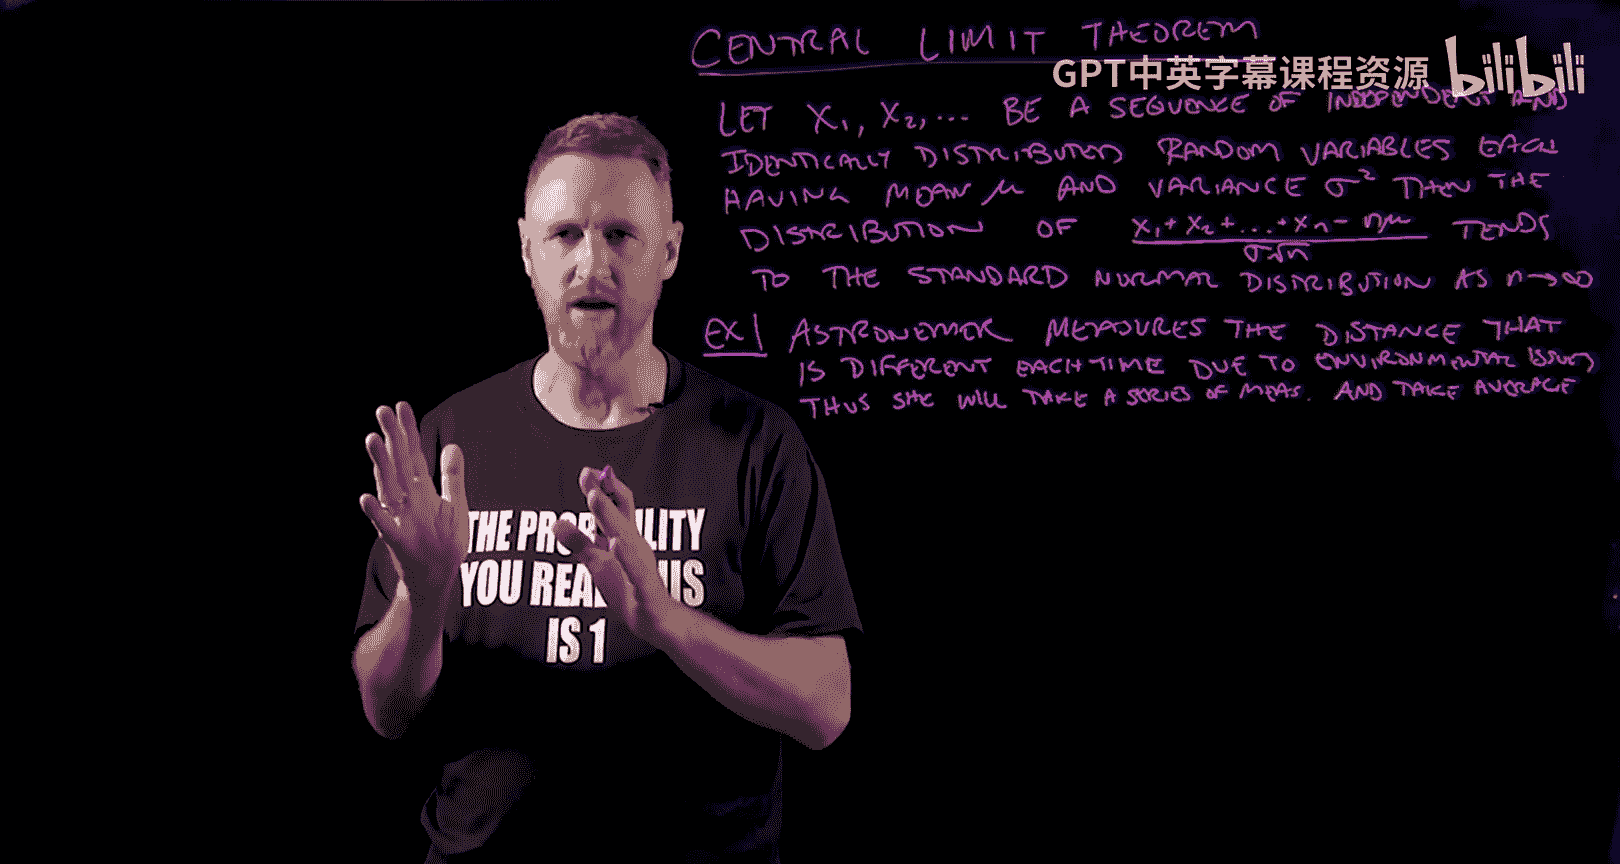 CENTRAL LIMIT THEOREM
GPT中英字幕课程资源 bilibili
LET X₁, X₂, ... BE A SEQUENCE OF INDEPENDENT AND
IDENTICALLY DISTRIBUTED RANDOM VARIABLES EACH
HAVING MEAN μ AND VARIANCE σ² THEN THE
DISTRIBUTION OF (X₁ + X₂ + ... + Xₙ - nμ)/(σ√n) TENDS
TO THE STANDARD NORMAL DISTRIBUTION AS n→∞
EX| ASTRONOMER MEASURES THE DISTANCE THAT
IS DIFFERENT EACH TIME DUE TO ENVIRONMENTAL ISSUES
THUS SHE WILL TAKE A SERIES OF MEAS. AND TAKE AVERAGE
THE PRO ILITY
YOU REA IS
IS 1